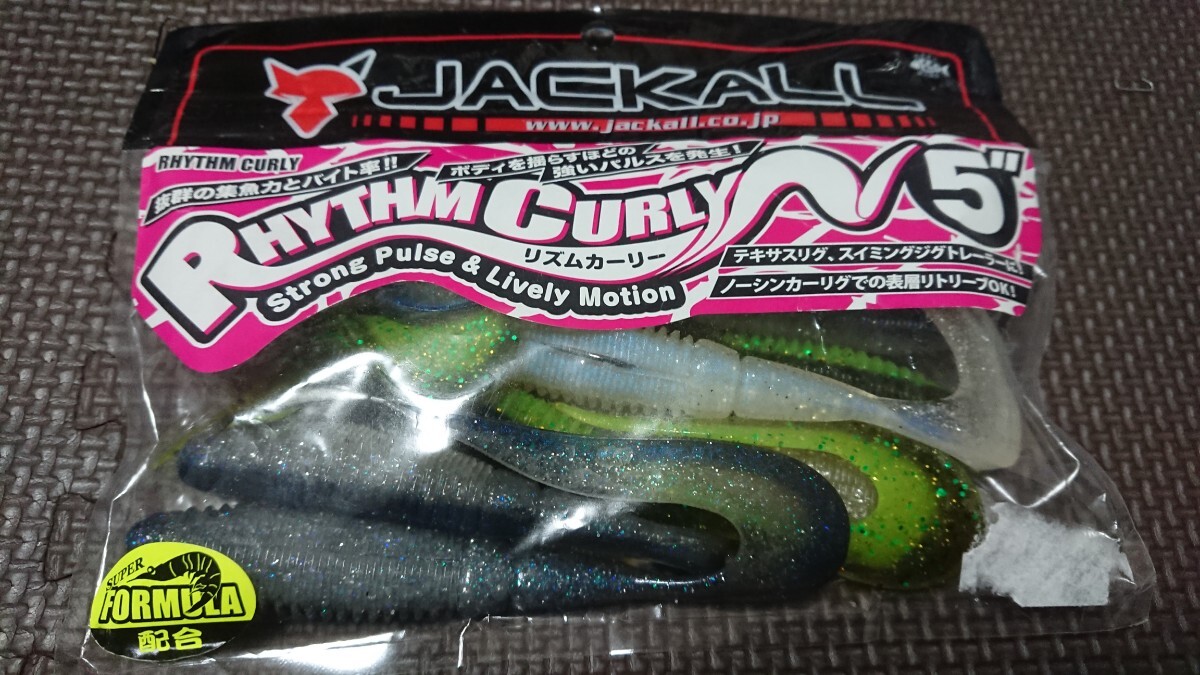 JACKALL
www.jackall.co.jp
RHYTHM CURLY
抜群の集魚力とバイト率!!
ボディを揺らすほどの
強いパルスを発生!
RHYTHM CURLY
5"
リズムカーリー
Strong Pulse & Lively Motion
テキサスリグ、スイミングジグトレーラーに!
ノーシンカーリグでの表層リトリーブOK!
SUPER
FORMULA
配合